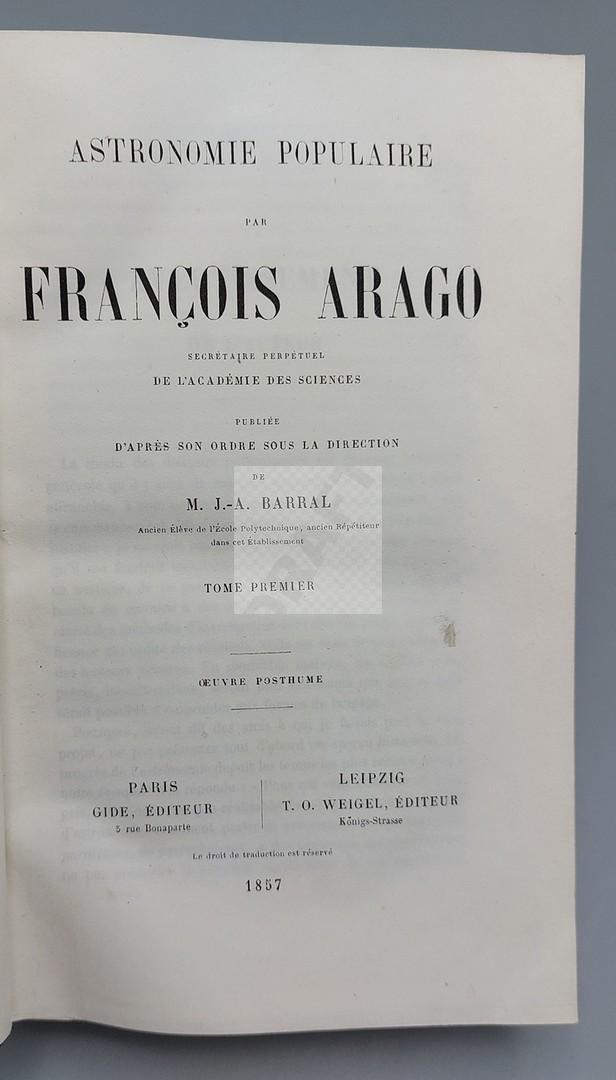 ASTRONOMIE POPULAIRE
PAR
FRANÇOIS ARAGO
SECRÉTAIRE PERPÉTUEL
DE L'ACADÉMIE DES SCIENCES
PUBLIÉE
D'APRÈS SON ORDRE SOUS LA DIRECTION
DE
M. J.-A. BARRAL
Ancien Élève de l'École Polytechnique, ancien Répétiteur
dans cet Établissement
TOME PREMIER
ŒUVRE POSTHUME
PARIS
GIDE, ÉDITEUR
5 rue Bonaparte
LEIPZIG
T. O. WEIGEL, ÉDITEUR
Königs-Strasse
Le droit de traduction est réservé
1857